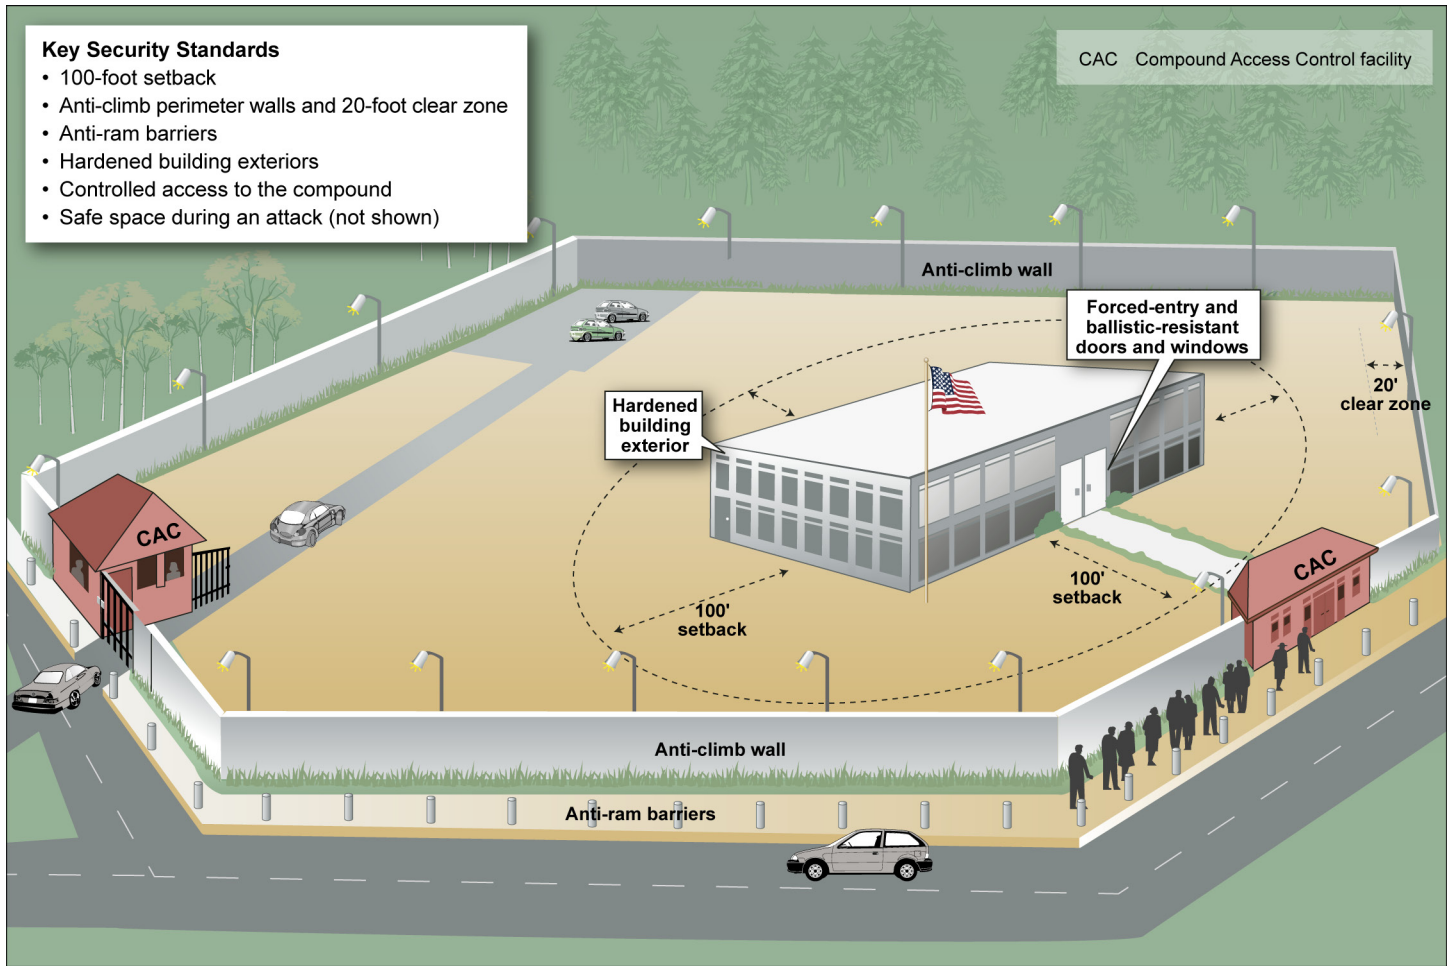 Key Security Standards
• 100-foot setback
• Anti-climb perimeter walls and 20-foot clear zone
• Anti-ram barriers
• Hardened building exteriors
• Controlled access to the compound
• Safe space during an attack (not shown)
CAC Compound Access Control facility
Anti-climb wall
Forced-entry and
ballistic-resistant
doors and windows
20'
clear zone
Hardened
building
exterior
CAC
CAC
100'
setback
100'
setback
Anti-climb wall
Anti-ram barriers